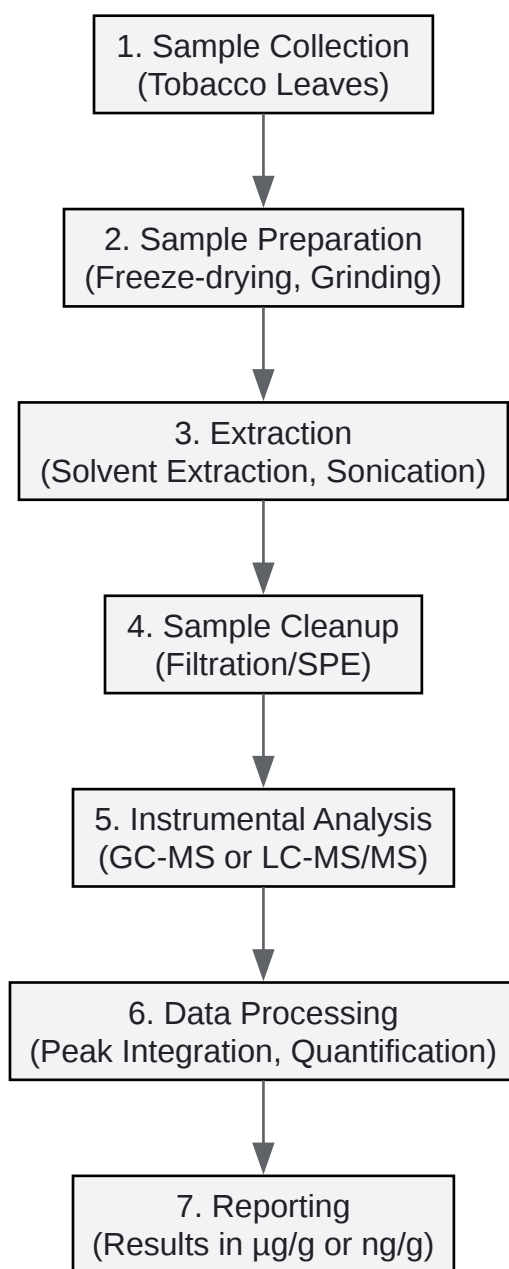 1. Sample Collection
(Tobacco Leaves)
2. Sample Preparation
(Freeze-drying, Grinding)
3. Extraction
(Solvent Extraction, Sonication)
4. Sample Cleanup
(Filtration/SPE)
5. Instrumental Analysis
(GC-MS or LC-MS/MS)
6. Data Processing
(Peak Integration, Quantification)
7. Reporting
(Results in µg/g or ng/g)